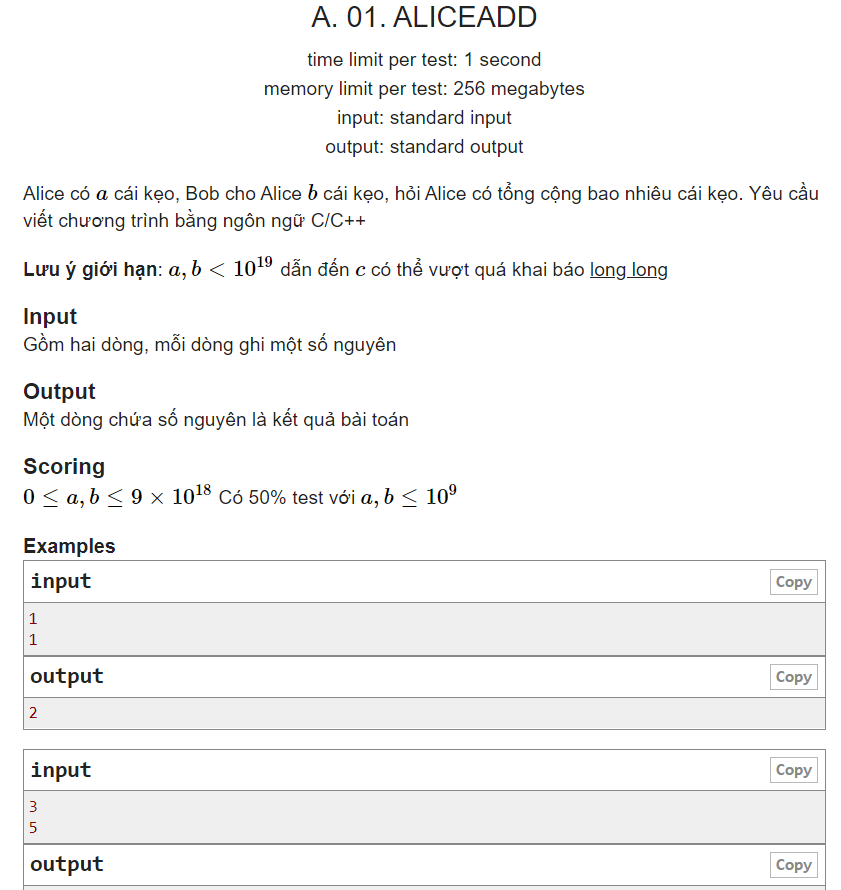 A. 01. ALICEADD
time limit per test: 1 second
memory limit per test: 256 megabytes
input: standard input
output: standard output
Alice có a cái kẹo, Bob cho Alice b cái kẹo, hỏi Alice có tổng cộng bao nhiêu cái kẹo. Yêu cầu
viết chương trình bằng ngôn ngữ C/C++
Lưu ý giới hạn: a, b < 10^19 dẫn đến c có thể vượt quá khai báo long long
Input
Gồm hai dòng, mỗi dòng ghi một số nguyên
Output
Một dòng chứa số nguyên là kết quả bài toán
Scoring
0 ≤ a, b ≤ 9 × 10^18 Có 50% test với a, b ≤ 10^9
Examples
input Copy
1
1
output Copy
2
input Copy
3
5
output Copy